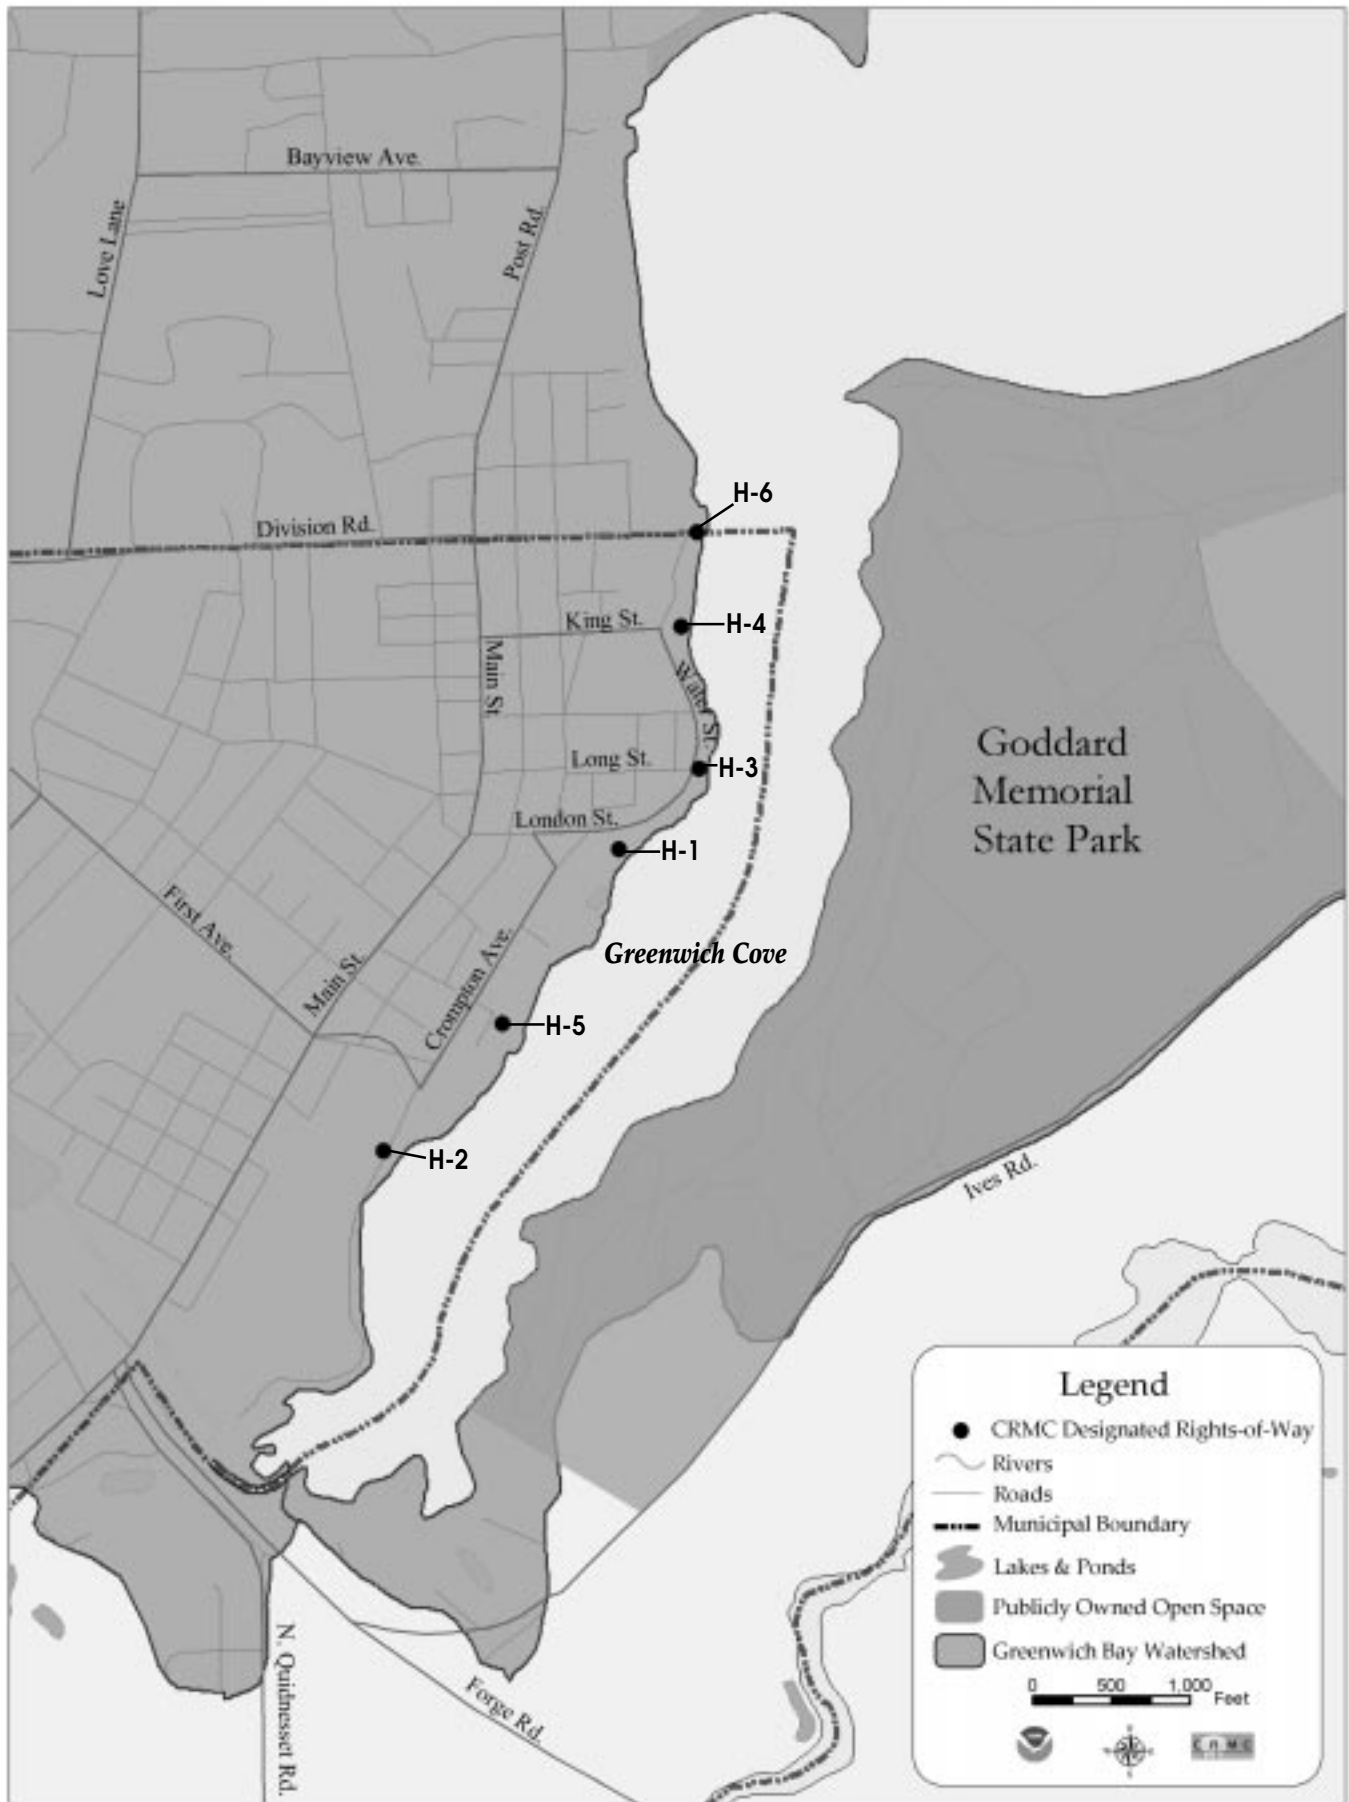 Bayview Ave.
Love Lane
Post Rd.
H-6
Division Rd.
King St.
H-4
Main St.
Water St.
Long St.
H-3
London St.
H-1
Goddard
Memorial
State Park
First Ave.
Main St.
Crompton Ave.
Greenwich Cove
H-5
H-2
Ives Rd.
N. Quidnesset Rd.
Forge Rd.
Legend
CRMC Designated Rights-of-Way
Rivers
Roads
Municipal Boundary
Lakes & Ponds
Publicly Owned Open Space
Greenwich Bay Watershed
0 500 1,000 Feet
C R M C